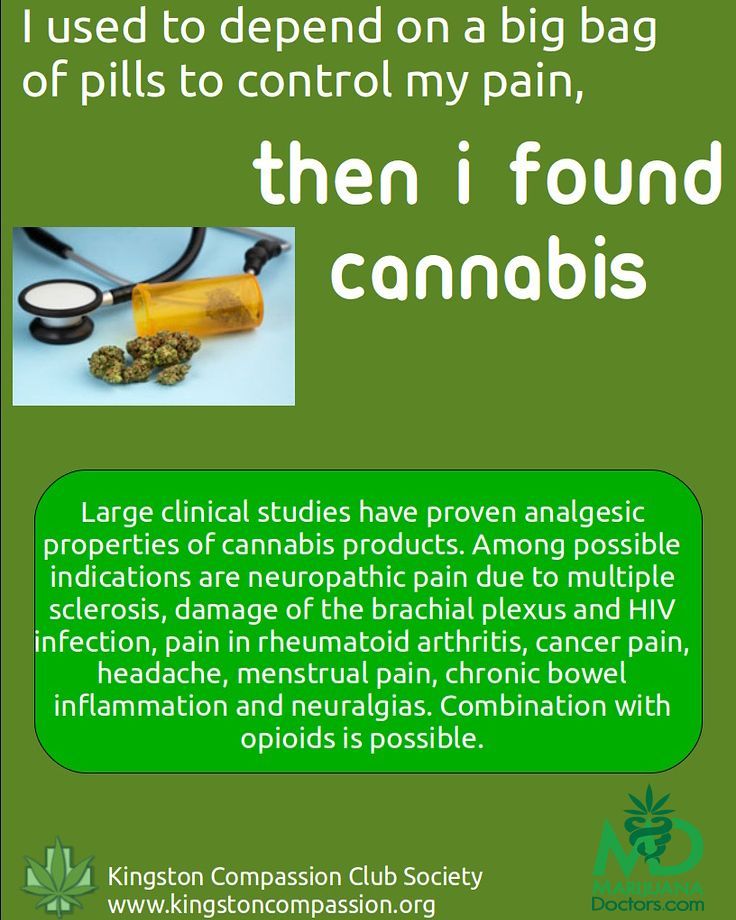 I used to depend on a big bag
of pills to control my pain,
then i found
cannabis
Large clinical studies have proven analgesic
properties of cannabis products. Among possible
indications are neuropathic pain due to multiple
sclerosis, damage of the brachial plexus and HIV
infection, pain in rheumatoid arthritis, cancer pain,
headache, menstrual pain, chronic bowel
inflammation and neuralgias. Combination with
opioids is possible.
Kingston Compassion Club Society
www.kingstoncompassion.org
MD
MARIJUANA
Doctors.com